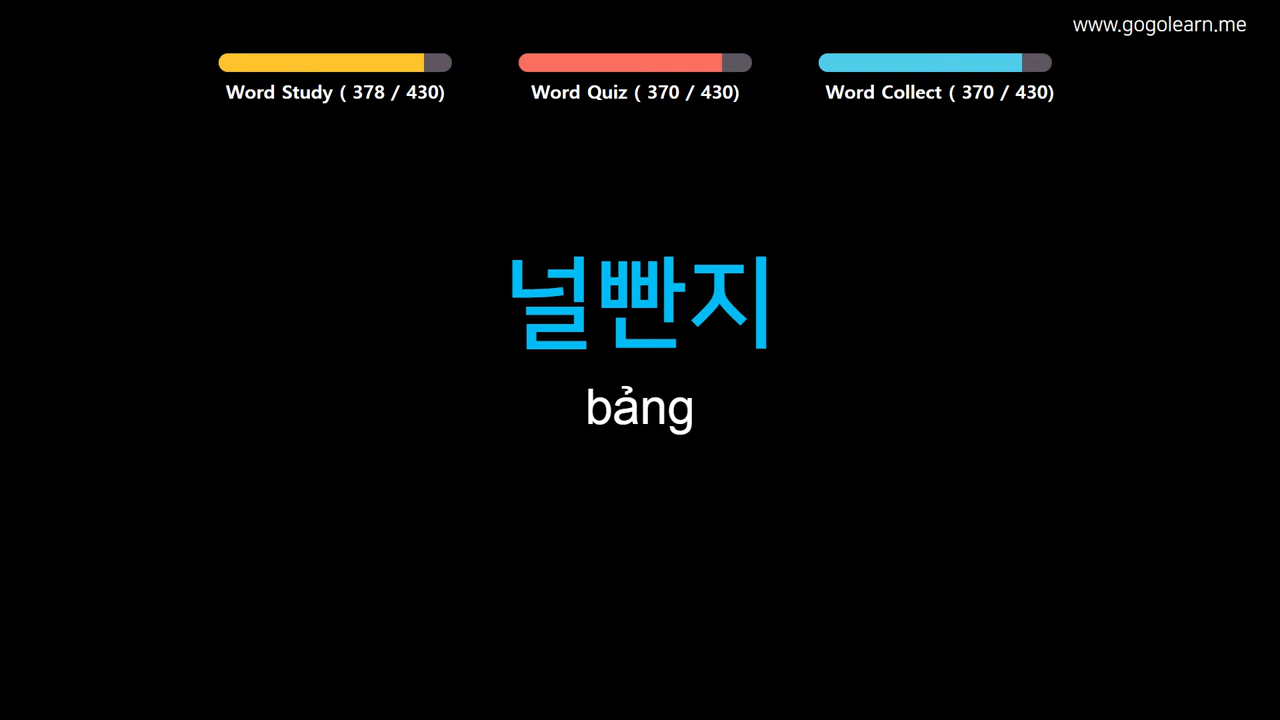 www.gogolearn.me
Word Study ( 378 / 430)
Word Quiz ( 370 / 430)
Word Collect ( 370 / 430)
널빤지
bảng